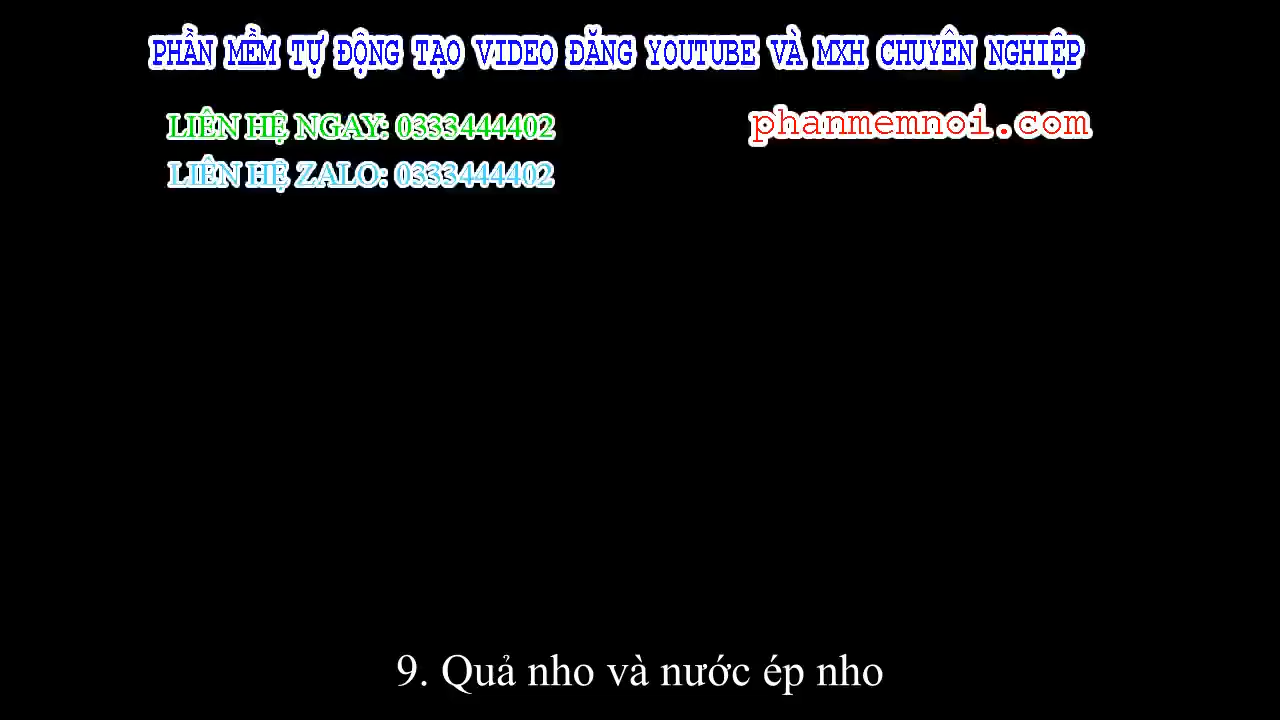 PHẦN MỀM TỰ ĐỘNG TẠO VIDEO ĐĂNG YOUTUBE VÀ MXH CHUYÊN NGHIỆP
LIÊN HỆ NGAY: 0333444402
phanmemnoi.com
LIÊN HỆ ZALO: 0333444402
9. Quả nho và nước ép nho